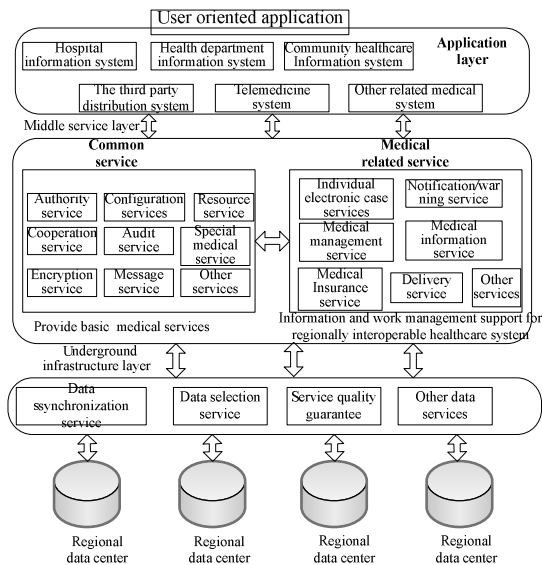 User oriented application
Hospital
information system
Health department
information system
Community healthcare
Information system
Application
layer
The third party
distribution system
Telemedicine
system
Other related medical
system
Middle service layer
Common
service
Medical
related service
Authority
service
Configuration
services
Resource
service
Cooperation
service
Audit
service
Special
medical
service
Encryption
service
Message
service
Other
services
Provide basic medical services
Individual
electronic case
services
Notification/war
ning service
Medical
management
service
Medical
information
service
Medical
Insurance
service
Delivery
service
Other
services
Information and work management support for
regionally interoperable healthcare system
Underground
infrastructure layer
Data
ssynchronization
service
Data selection
service
Service quality
guarantee
Other data
services
Regional
data center
Regional
data center
Regional
data center
Regional
data center